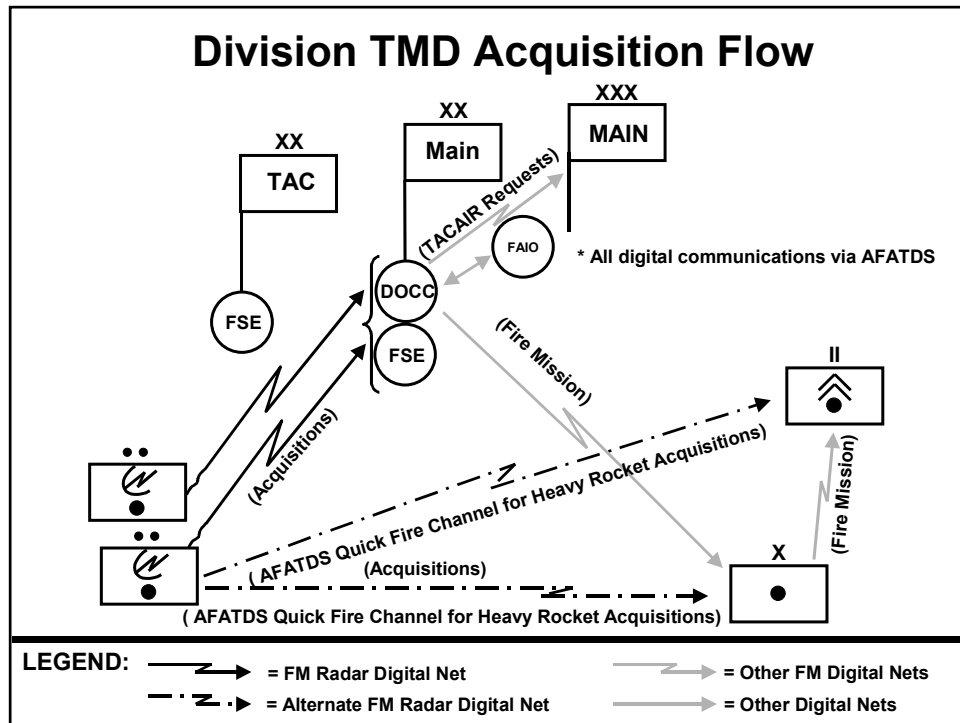 Division TMD Acquisition Flow
XX
TAC
FSE
XX
Main
DOCC
FSE
XXX
MAIN
(TACAIR Requests)
FAIO
* All digital communications via AFATDS
(Fire Mission)
(Acquisitions)
II
( AFATDS Quick Fire Channel for Heavy Rocket Acquisitions)
(Fire Mission)
X
(Acquisitions)
( AFATDS Quick Fire Channel for Heavy Rocket Acquisitions)
LEGEND:
= FM Radar Digital Net
= Alternate FM Radar Digital Net
= Other FM Digital Nets
= Other Digital Nets